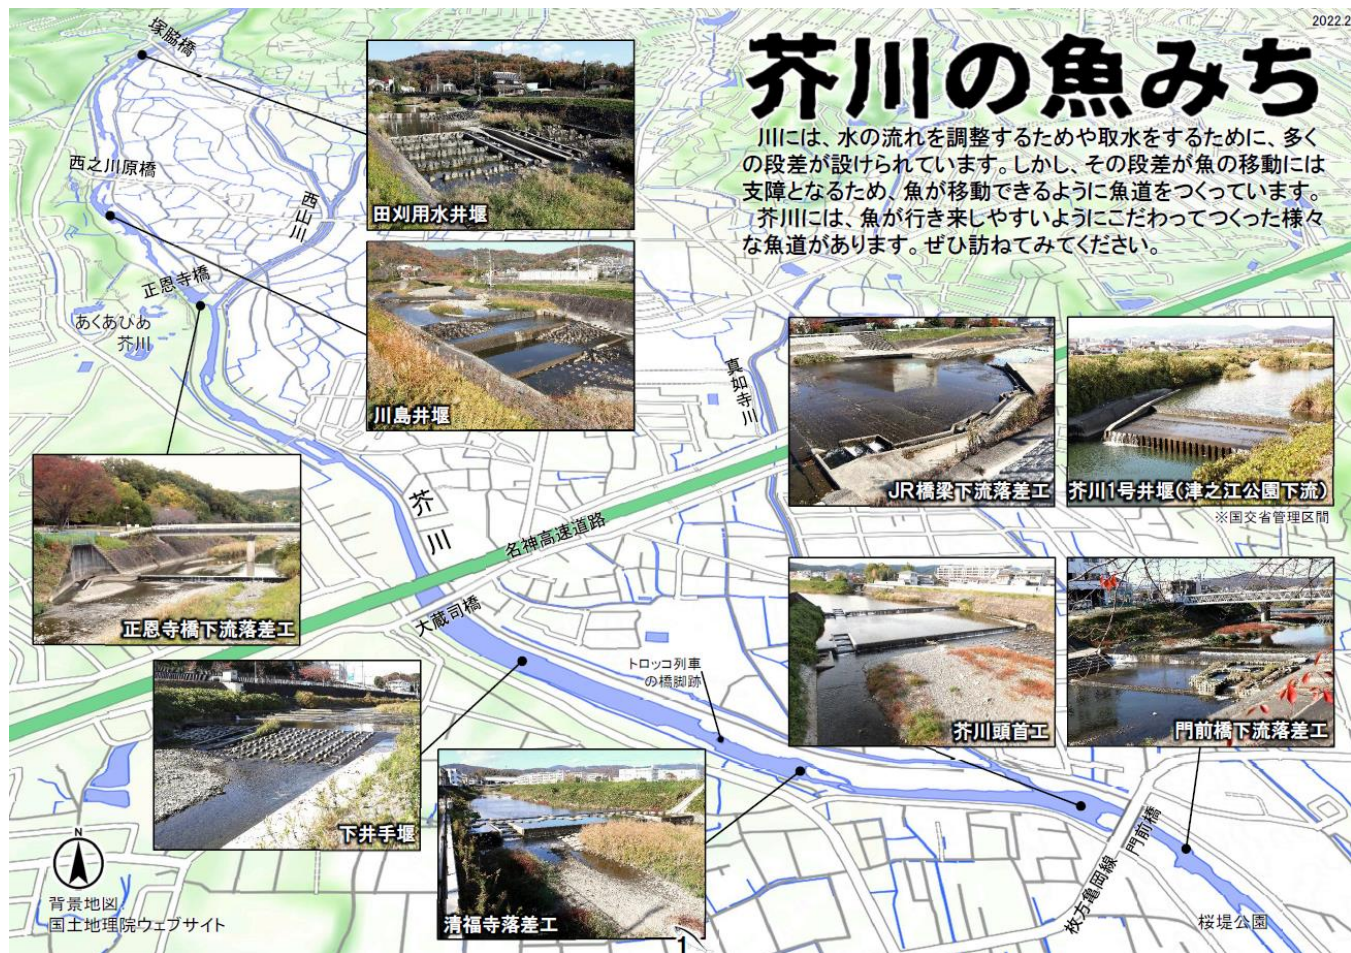 2022.2
芥川の魚みち
川には、水の流れを調整するためや取水をするために、多く
の段差が設けられています。しかし、その段差が魚の移動には
支障となるため、魚が移動できるように魚道をつくっています。
芥川には、魚が行き来しやすいようにこだわってつくった様々
な魚道があります。ぜひ訪ねてみてください。
塚脇橋
西之川原橋
西山川
正恩寺橋
あくあぴあ
芥川
田刈用水井堰
川島井堰
真如寺川
JR橋梁下流落差工
芥川1号井堰(津之江公園下流)
※国交省管理区間
芥川
名神高速道路
正恩寺橋下流落差工
大蔵司橋
トロッコ列車
の橋脚跡
芥川頭首工
門前橋下流落差工
下井手堰
清福寺落差工
枚方亀岡線
門前橋
桜堤公園
N
背景地図
国土地理院ウェブサイト
1